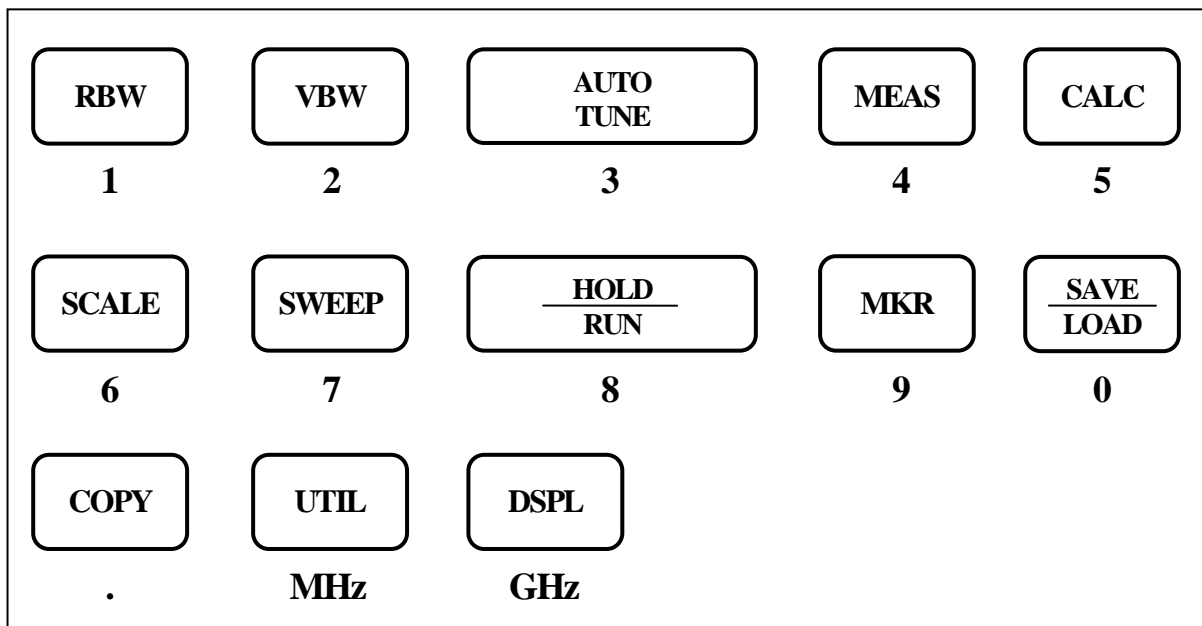 RBW VBW AUTO TUNE MEAS CALC
1 2 3 4 5
SCALE SWEEP HOLD RUN MKR SAVE LOAD
6 7 8 9 0
COPY UTIL DSPL
. MHz GHz